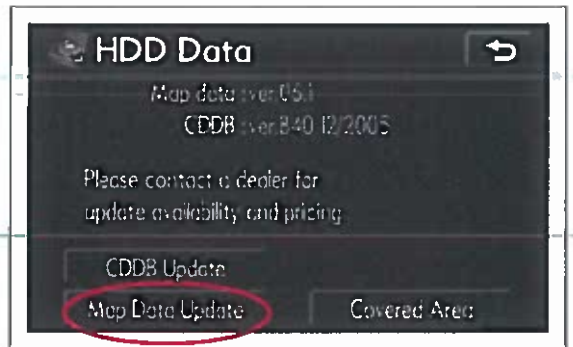 HDD Data
Map data :ver.05.1
CDDB :ver.840 12/2005
Please contact a dealer for
update availability and pricing
CDDB Update
Map Data Update
Covered Area